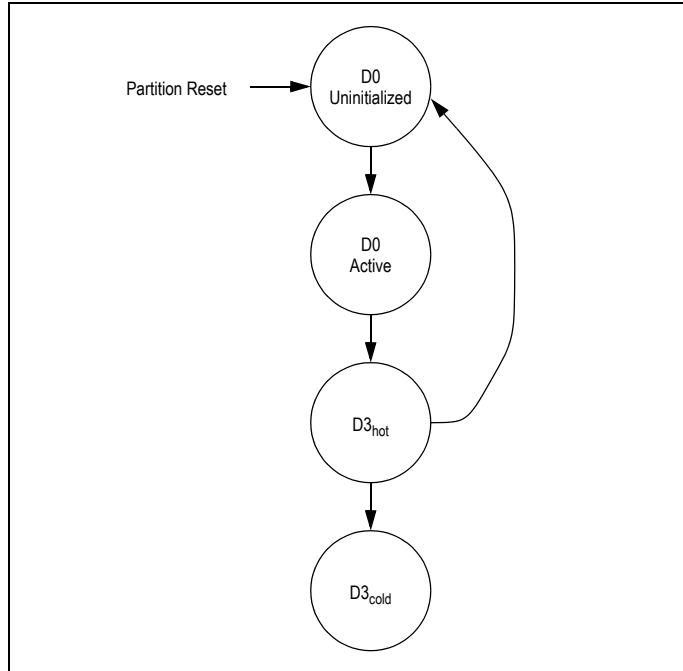 D0
Uninitialized
Partition Reset
D0
Active
D3hot
D3cold